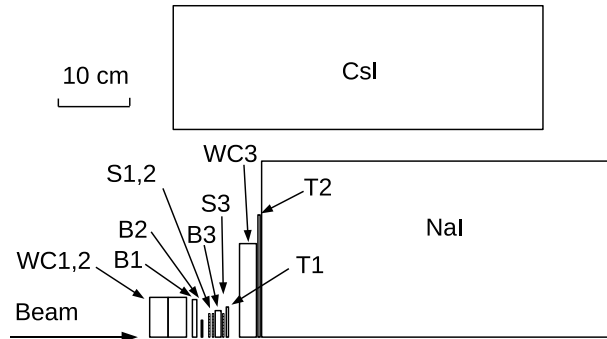 CsI
10 cm
WC3
S1,2
T2
S3
B2
B3
NaI
WC1,2
B1
T1
Beam